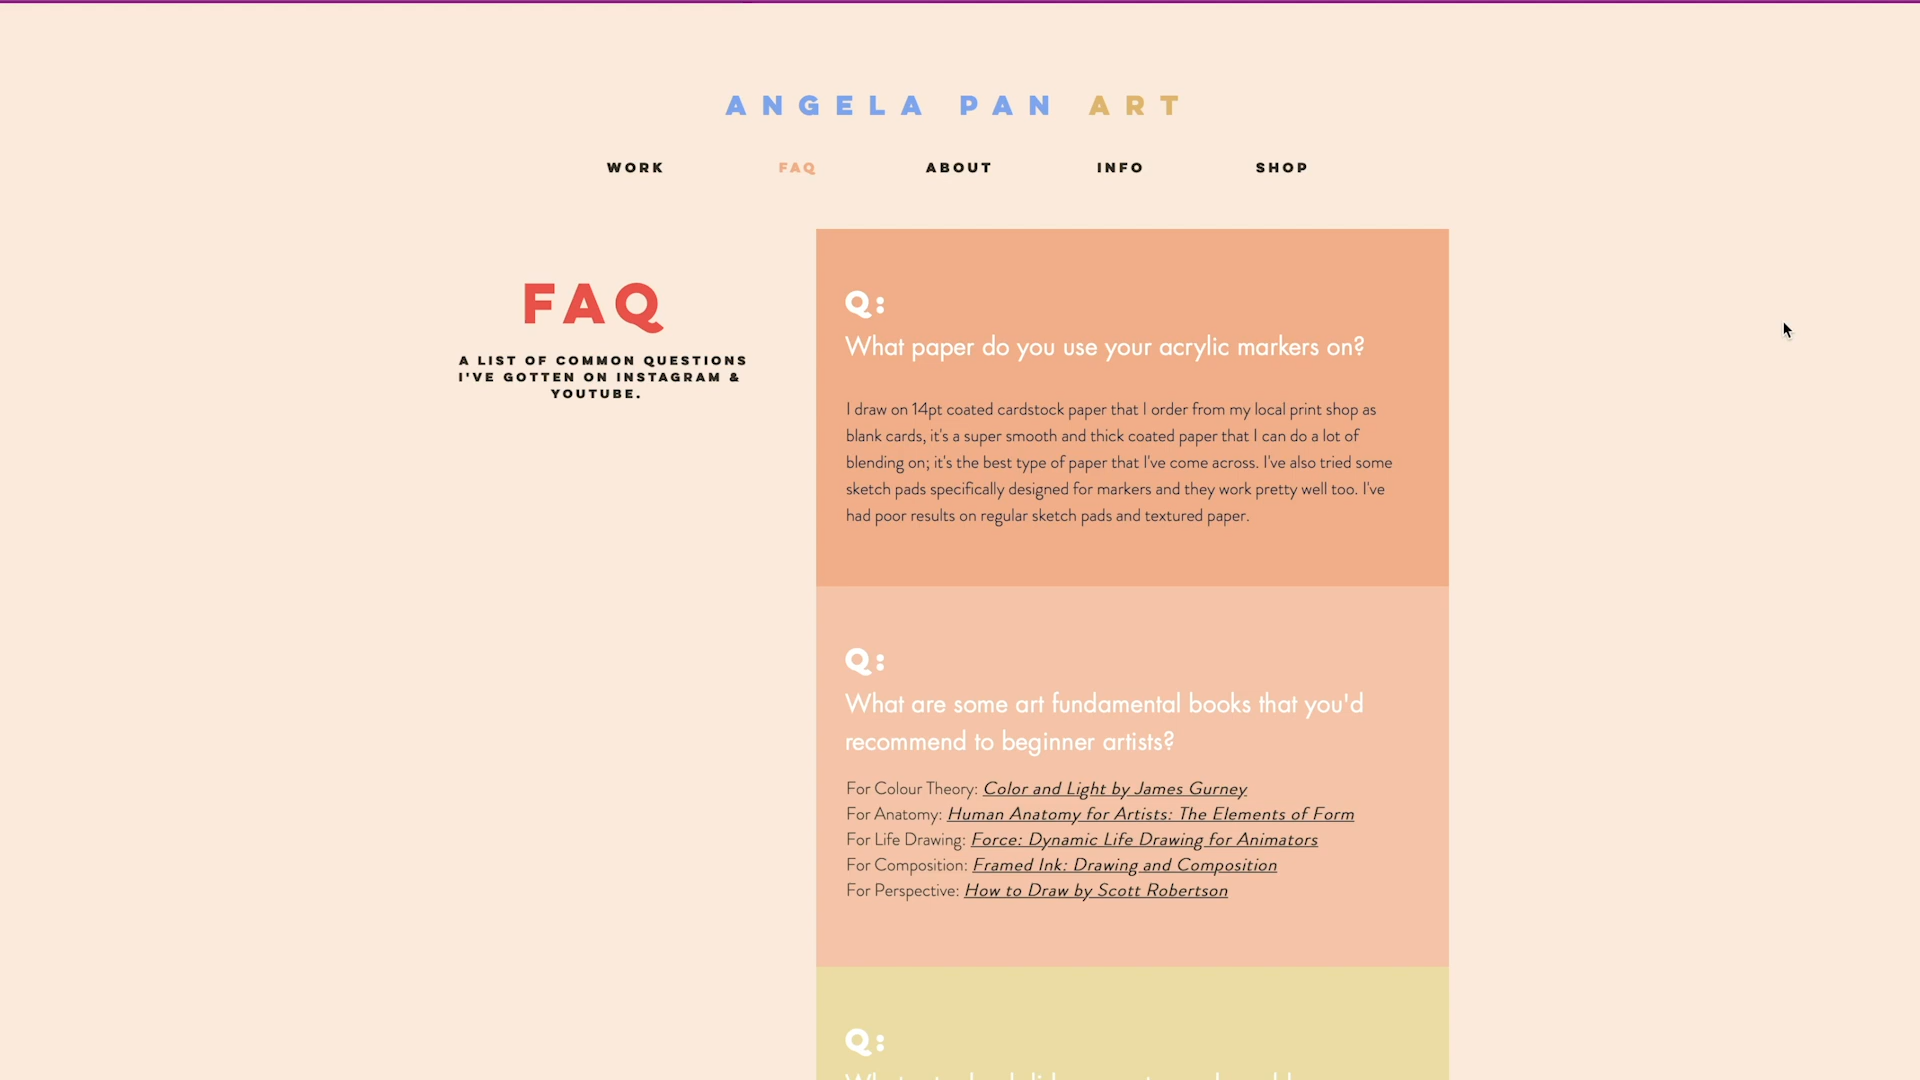 ANGELA PAN ART
WORK
FAQ
ABOUT
INFO
SHOP
FAQ
A LIST OF COMMON QUESTIONS
I'VE GOTTEN ON INSTAGRAM &
YOUTUBE.
Q:
What paper do you use your acrylic markers on?
I draw on 14pt coated cardstock paper that I order from my local print shop as
blank cards, it's a super smooth and thick coated paper that I can do a lot of
blending on; it's the best type of paper that I've come across. I've also tried some
sketch pads specifically designed for markers and they work pretty well too. I've
had poor results on regular sketch pads and textured paper.
Q:
What are some art fundamental books that you'd
recommend to beginner artists?
For Colour Theory: Color and Light by James Gurney
For Anatomy: Human Anatomy for Artists: The Elements of Form
For Life Drawing: Force: Dynamic Life Drawing for Animators
For Composition: Framed Ink: Drawing and Composition
For Perspective: How to Draw by Scott Robertson
Q: